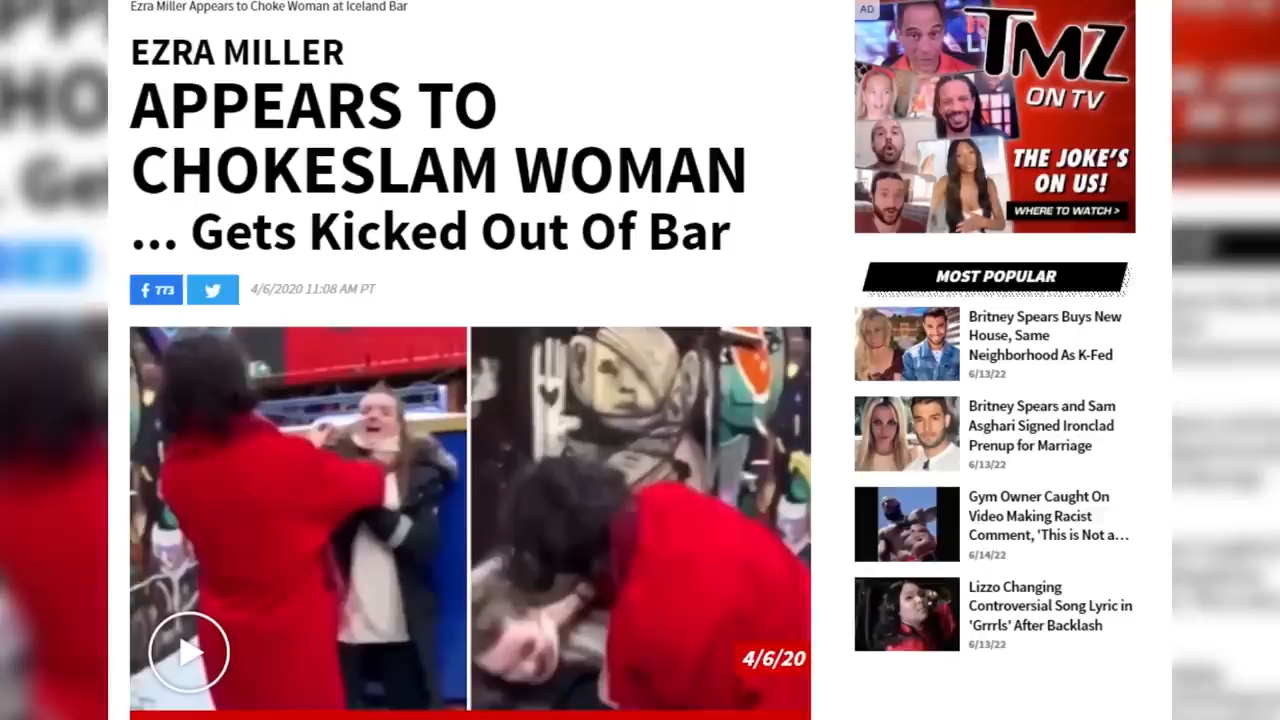 Ezra Miller Appears to Choke Woman at Iceland Bar
EZRA MILLER
APPEARS TO
CHOKESLAM WOMAN
... Gets Kicked Out Of Bar
773
4/6/2020 11:08 AM PT
4/6/20
AD
TMZ
ON TV
THE JOKE'S
ON US!
WHERE TO WATCH >
MOST POPULAR
Britney Spears Buys New
House, Same
Neighborhood As K-Fed
6/13/22
Britney Spears and Sam
Asghari Signed Ironclad
Prenup for Marriage
6/13/22
Gym Owner Caught On
Video Making Racist
Comment, 'This is Not a...
6/14/22
Lizzo Changing
Controversial Song Lyric in
'Grrrls' After Backlash
6/13/22